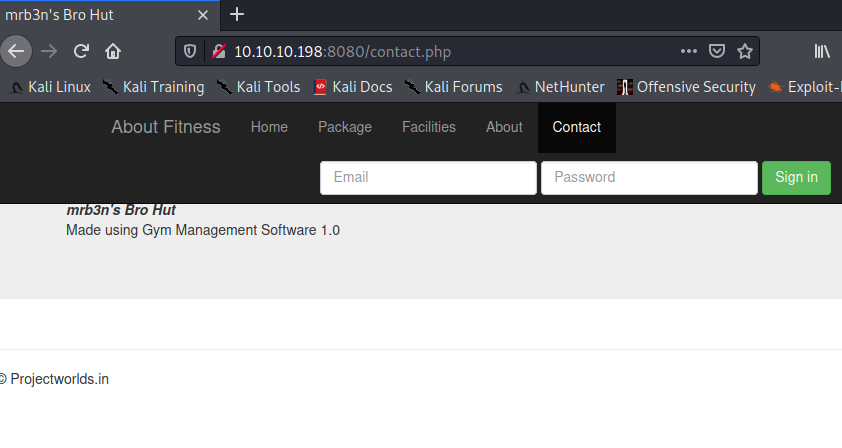 mrb3n's Bro Hut
10.10.10.198:8080/contact.php
Kali Linux Kali Training Kali Tools Kali Docs Kali Forums NetHunter Offensive Security Exploit-
About Fitness Home Package Facilities About Contact
Email Password Sign in
mrb3n's Bro Hut
Made using Gym Management Software 1.0
© Projectworlds.in